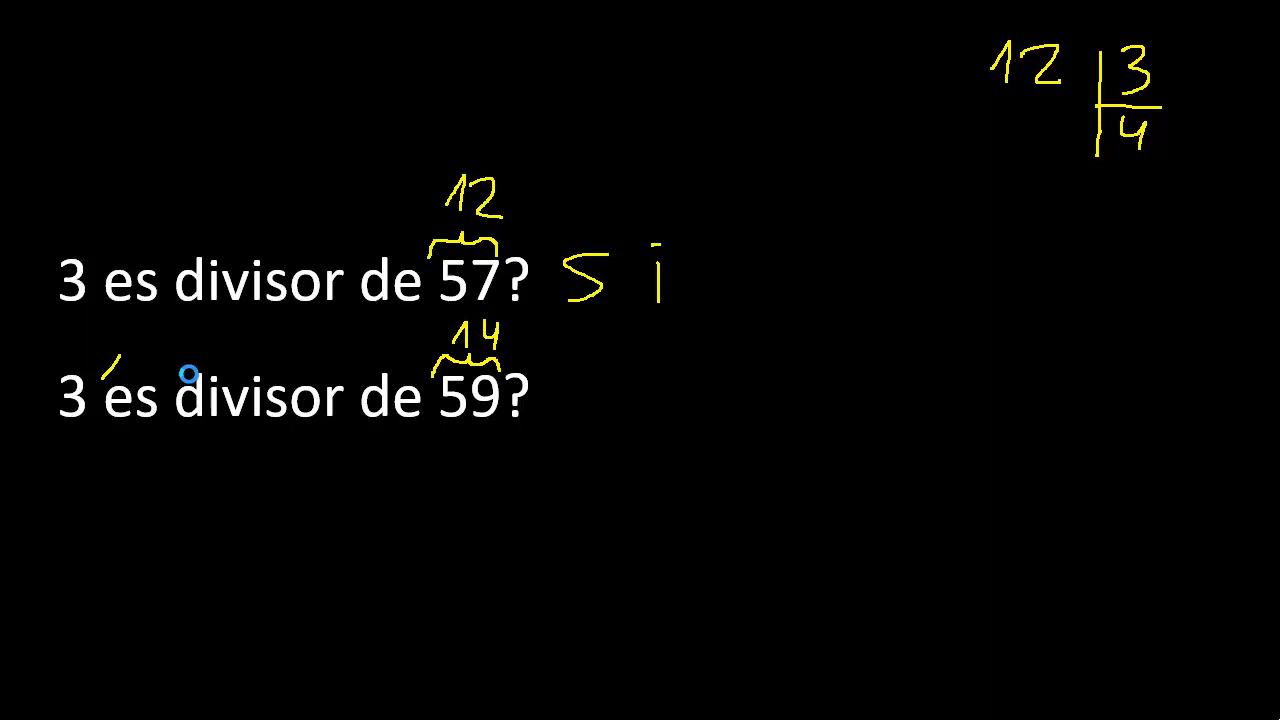 12 3
4
12
3 es divisor de 57? Si
14
3 es divisor de 59?